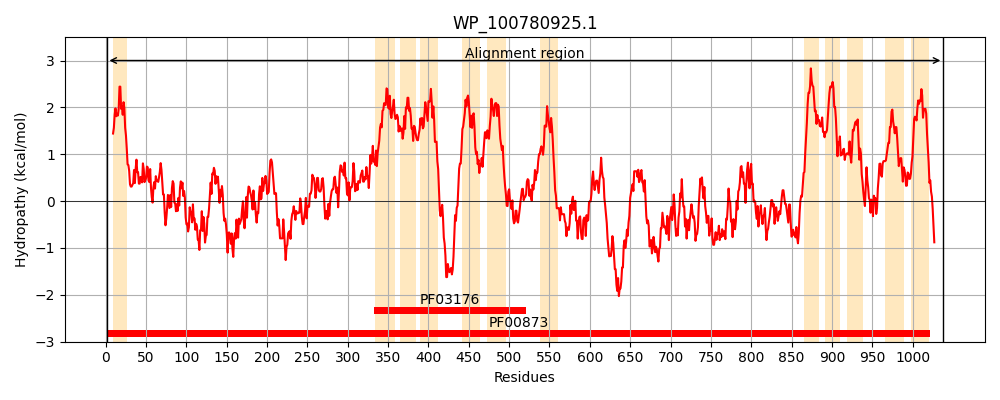 WP_100780925.1
Alignment region
3
2
1
0
−1
−2
−3
Hydropathy (kcal/mol)
PF03176
PF00873
0 50 100 150 200 250 300 350 400 450 500 550 600 650 700 750 800 850 900 950 1000
Residues